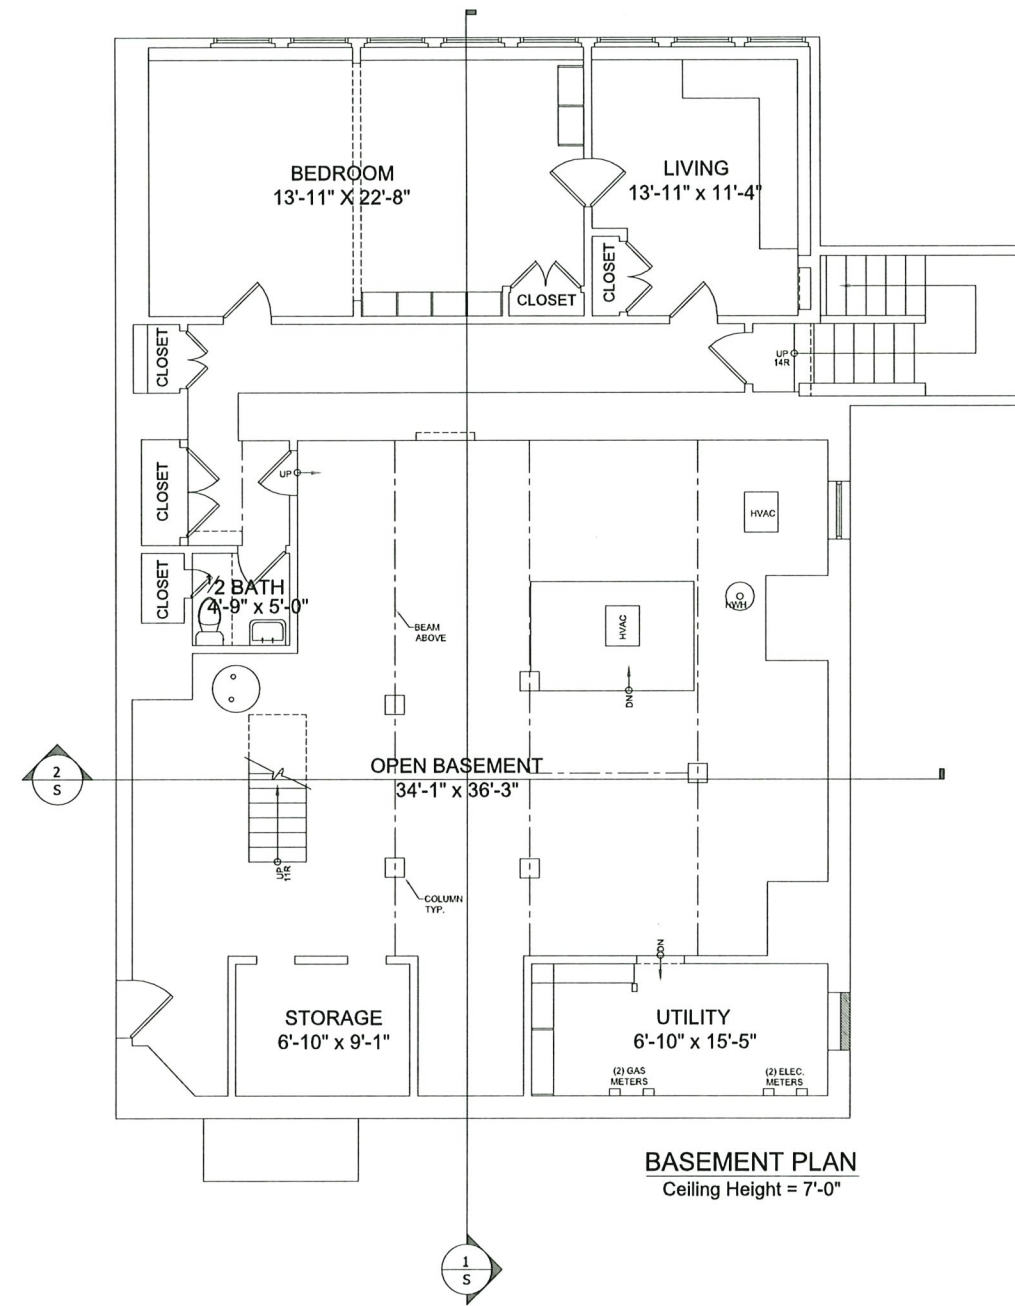 BEDROOM
13'-11" X 22'-8"
LIVING
13'-11" x 11'-4"
CLOSET
CLOSET
CLOSET
UP
14R
CLOSET
UP
HVAC
CLOSET
1/2 BATH
4'-9" x 5'-0"
KWH
HVAC
BEAM
ABOVE
DN
OPEN BASEMENT
34'-1" x 36'-3"
2
S
UP
11R
COLUMN
TYP.
DN
STORAGE
6'-10" x 9'-1"
UTILITY
6'-10" x 15'-5"
(2) GAS
METERS
(2) ELEC.
METERS
BASEMENT PLAN
Ceiling Height = 7'-0"
1
S